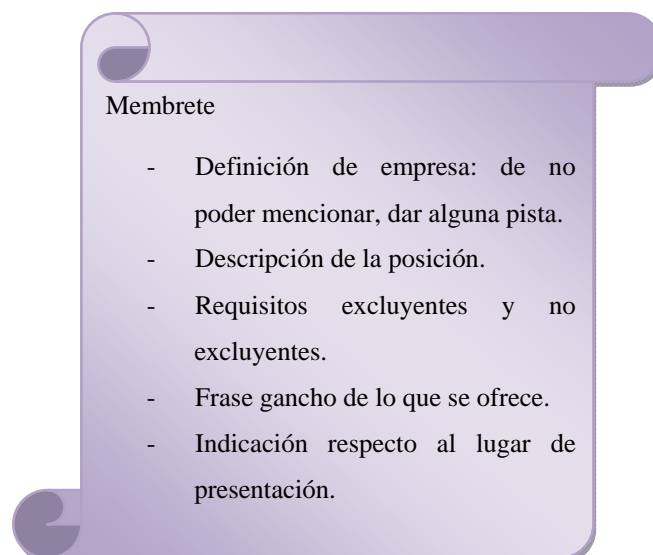 Membrete
- Definición de empresa: de no
poder mencionar, dar alguna pista.
- Descripción de la posición.
- Requisitos excluyentes y no
excluyentes.
- Frase gancho de lo que se ofrece.
- Indicación respecto al lugar de
presentación.